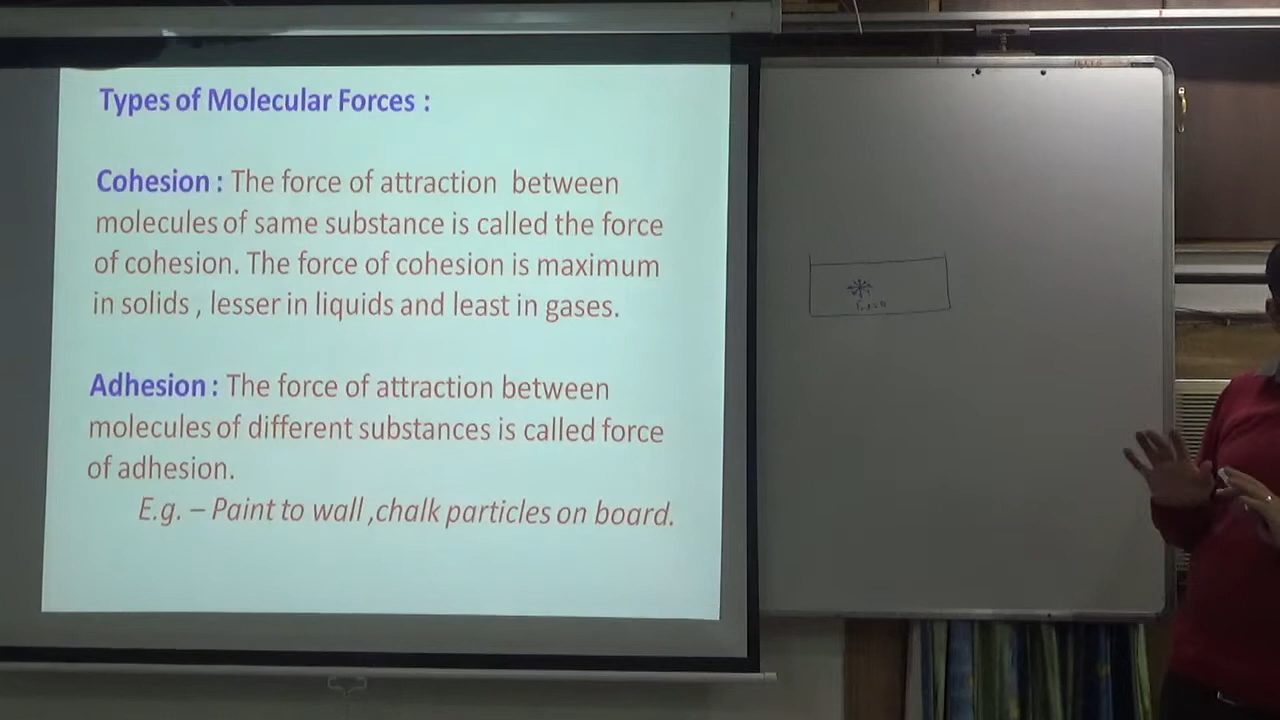 Types of Molecular Forces :
Cohesion : The force of attraction between
molecules of same substance is called the force
of cohesion. The force of cohesion is maximum
in solids , lesser in liquids and least in gases.
Adhesion : The force of attraction between
molecules of different substances is called force
of adhesion.
E.g. – Paint to wall ,chalk particles on board.